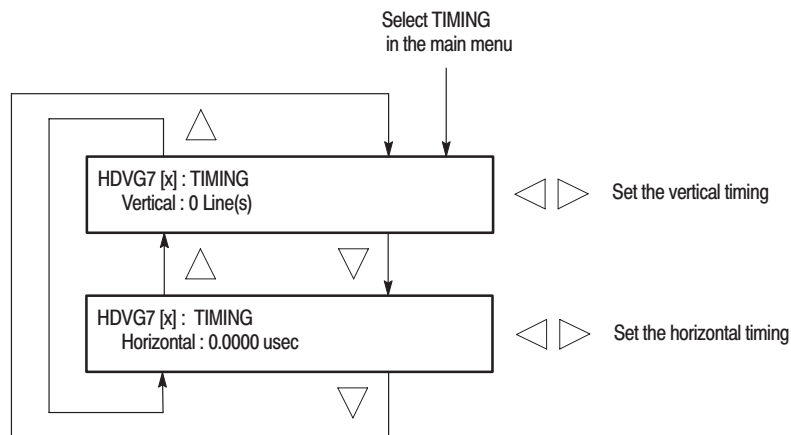 Select TIMING
in the main menu
HDVG7 [x] : TIMING
Vertical : 0 Line(s)
Set the vertical timing
HDVG7 [x] : TIMING
Horizontal : 0.0000 usec
Set the horizontal timing